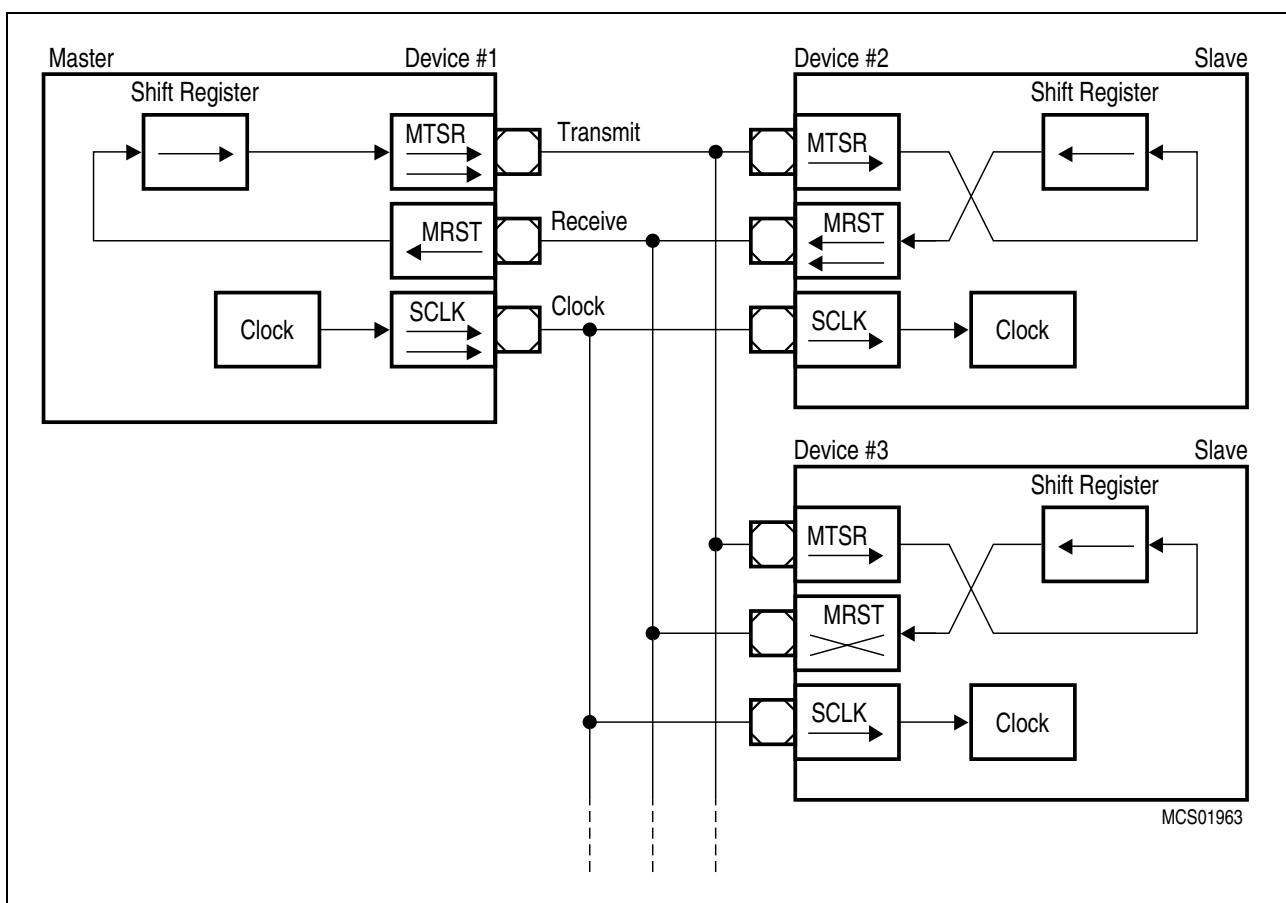 Master Device #1
Shift Register
MTSR
Transmit
MRST
Receive
Clock
SCLK
Clock
Device #2 Slave
Shift Register
MTSR
MRST
SCLK
Clock
Device #3 Slave
Shift Register
MTSR
MRST
SCLK
Clock
MCS01963